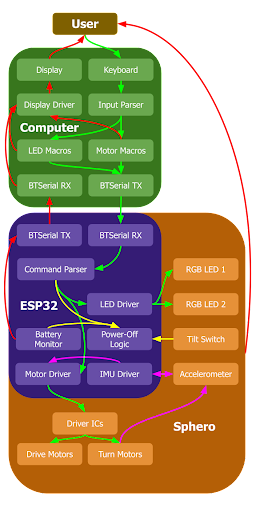 User
Display
Keyboard
Display Driver
Input Parser
Computer
LED Macros
Motor Macros
BTSerial RX
BTSerial TX
BTSerial TX
BTSerial RX
Command Parser
RGB LED 1
ESP32
LED Driver
RGB LED 2
Battery
Monitor
Power-Off
Logic
Tilt Switch
Motor Driver
IMU Driver
Accelerometer
Driver ICs
Sphero
Drive Motors
Turn Motors